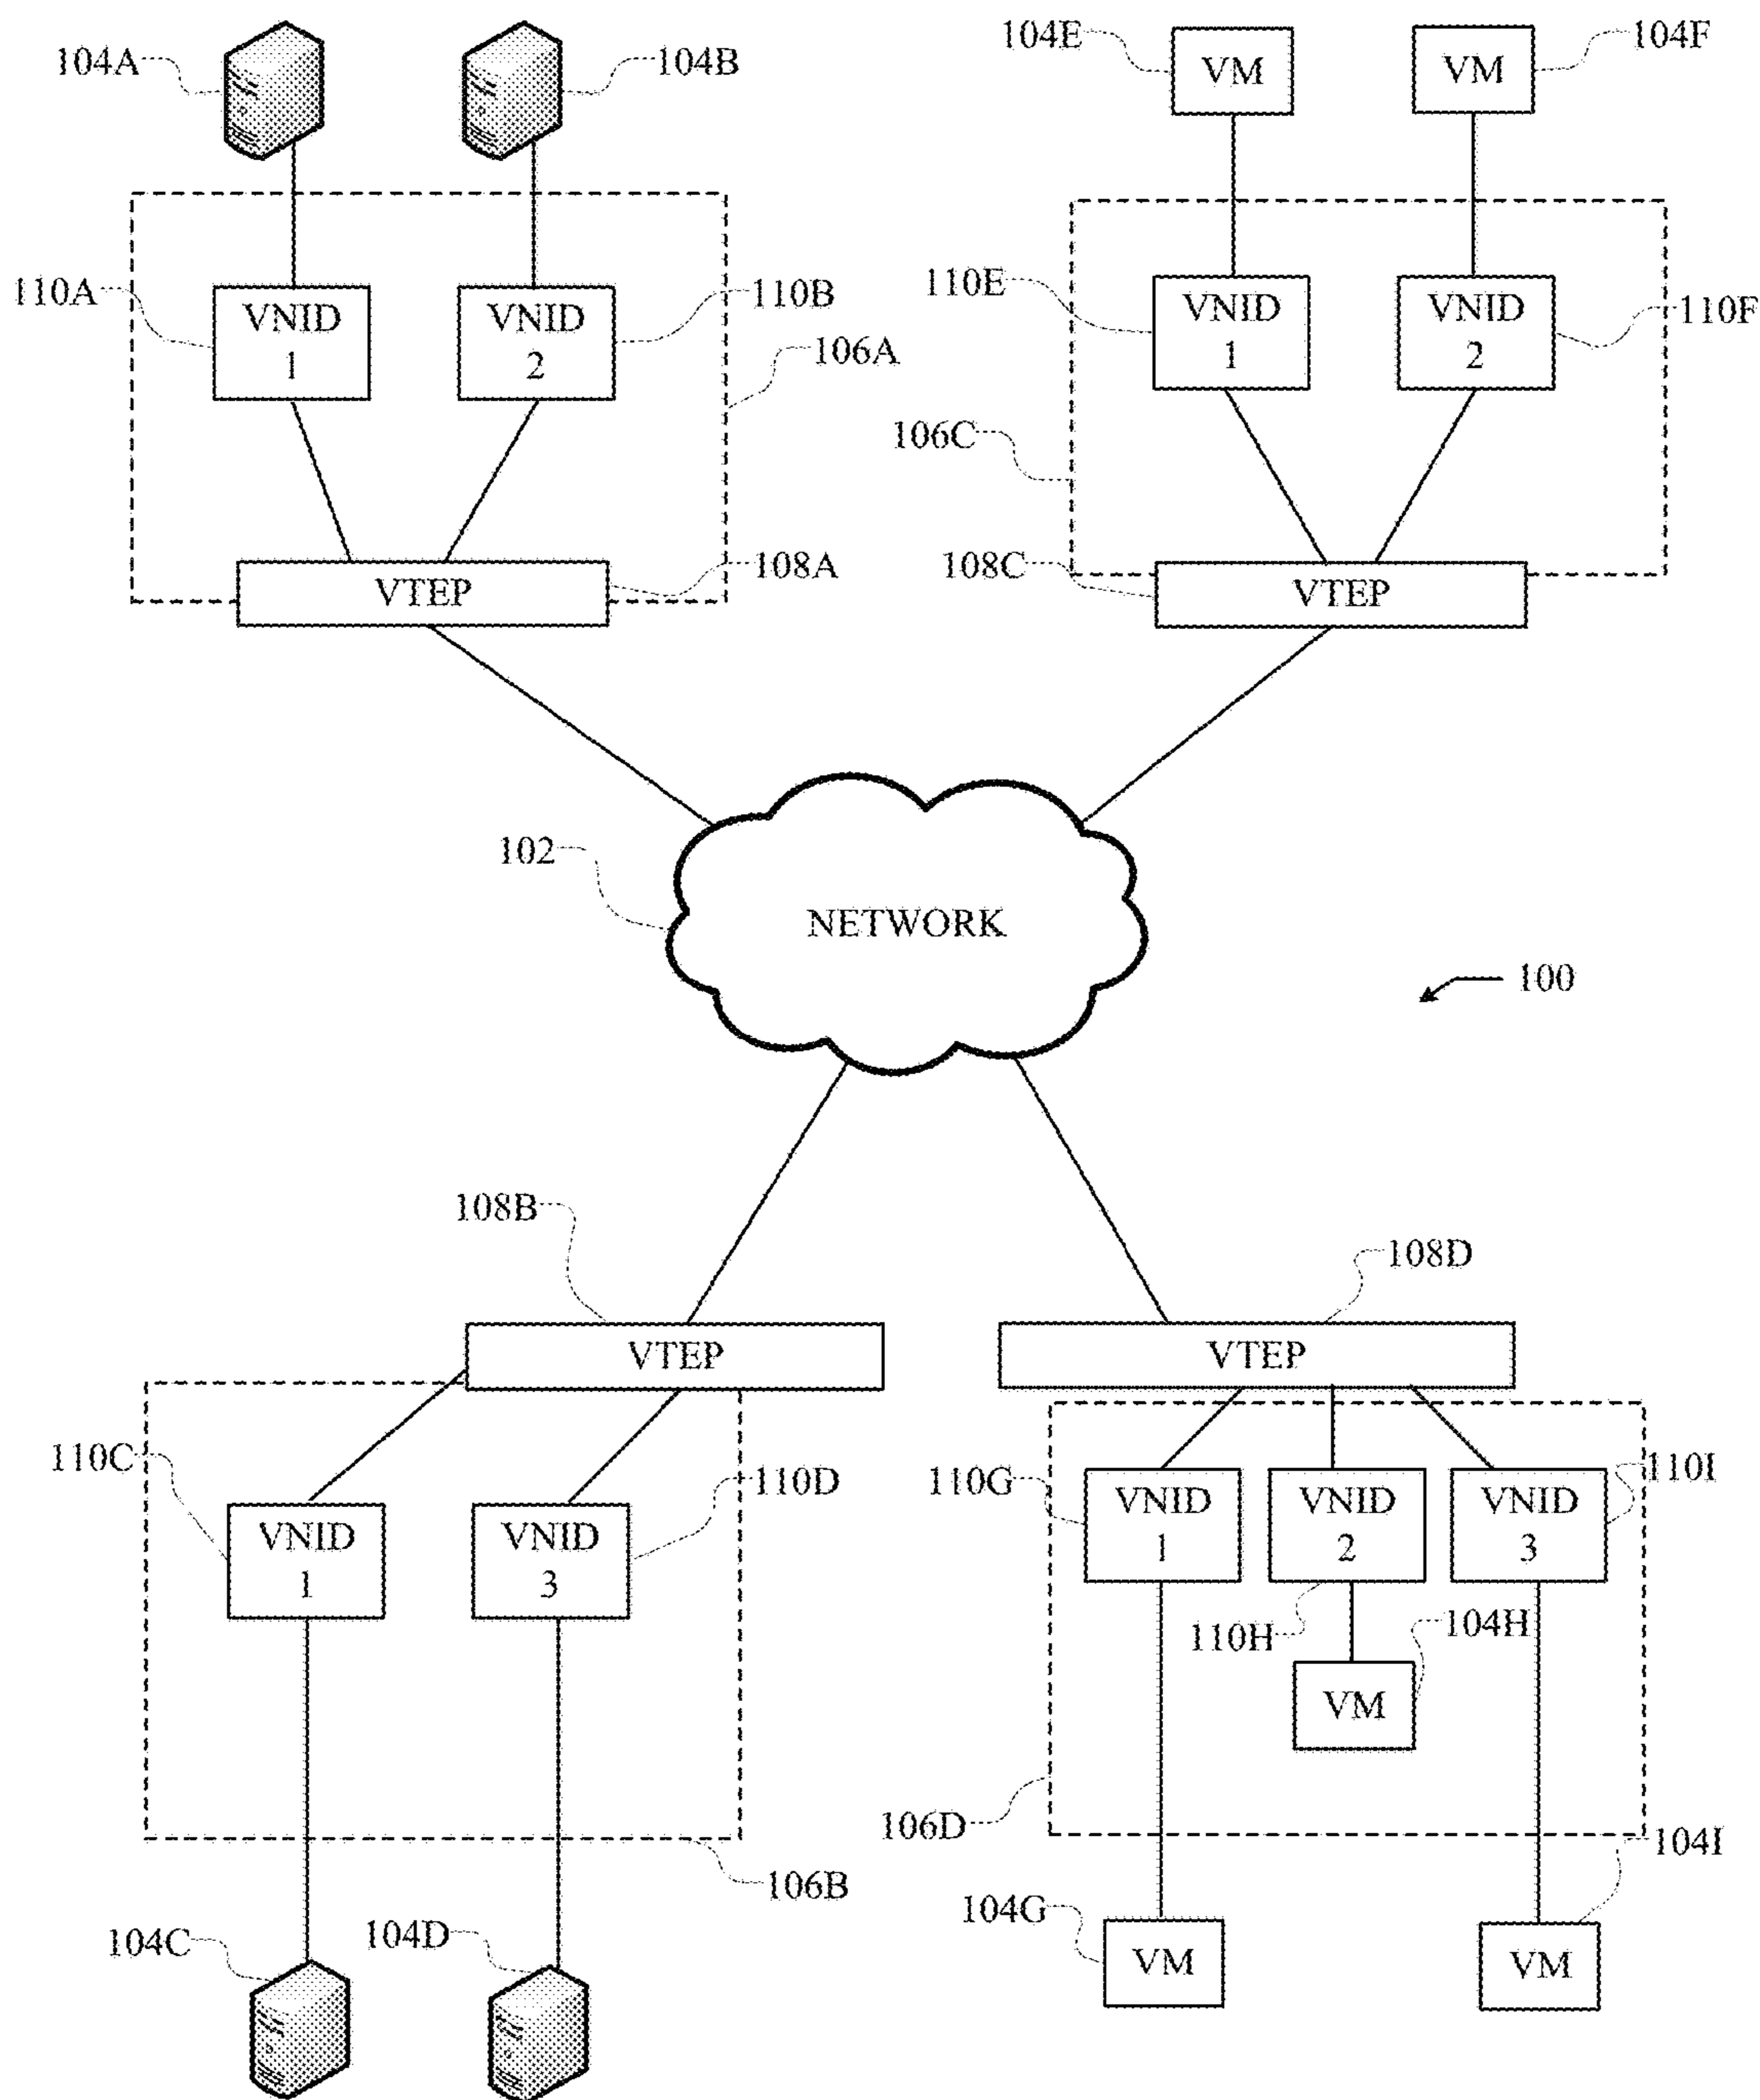 104A
104B
104E
VM
VM
104F
110A
VNID
1
VNID
2
110B
106A
110E
VNID
1
VNID
2
110F
106C
VTEP
108A
108C
VTEP
102
NETWORK
100
108B
VTEP
108D
VTEP
110C
VNID
1
VNID
3
110D
110G
VNID
1
VNID
2
VNID
3
110I
110H
104H
VM
106D
106B
104I
104C
104D
104G
VM
VM